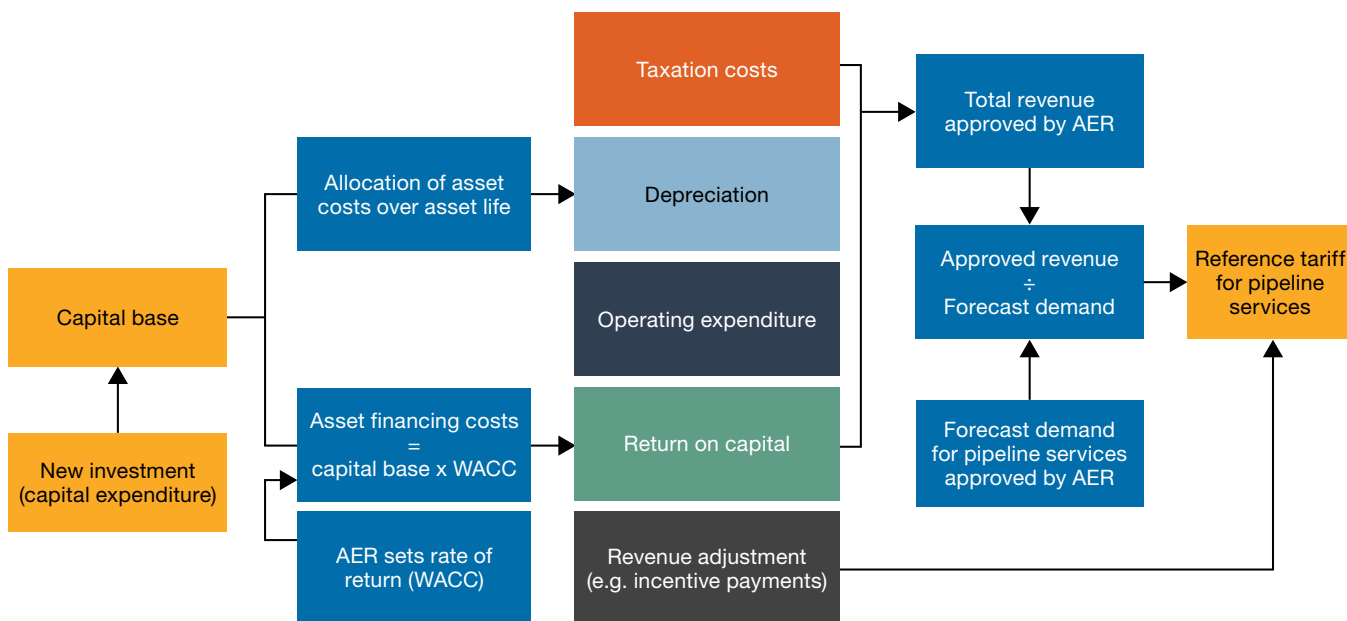 Taxation costs
Total revenue
approved by AER
Allocation of asset
costs over asset life
Depreciation
Capital base
Operating expenditure
Approved revenue
÷
Forecast demand
Reference tariff
for pipeline
services
New investment
(capital expenditure)
Asset financing costs
=
capital base x WACC
Return on capital
Forecast demand
for pipeline services
approved by AER
AER sets rate of
return (WACC)
Revenue adjustment
(e.g. incentive payments)